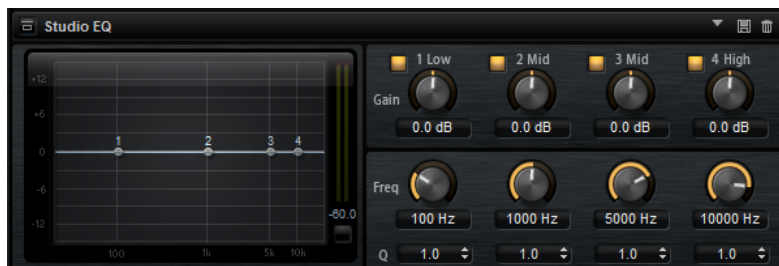 Studio EQ
1 Low 2 Mid 3 Mid 4 High
+12
+6
0
-6
-12
1 2 3 4
100 1k 5k 10k
-60.0
Gain
0.0 dB 0.0 dB 0.0 dB 0.0 dB
Freq
100 Hz 1000 Hz 5000 Hz 10000 Hz
Q 1.0 1.0 1.0 1.0